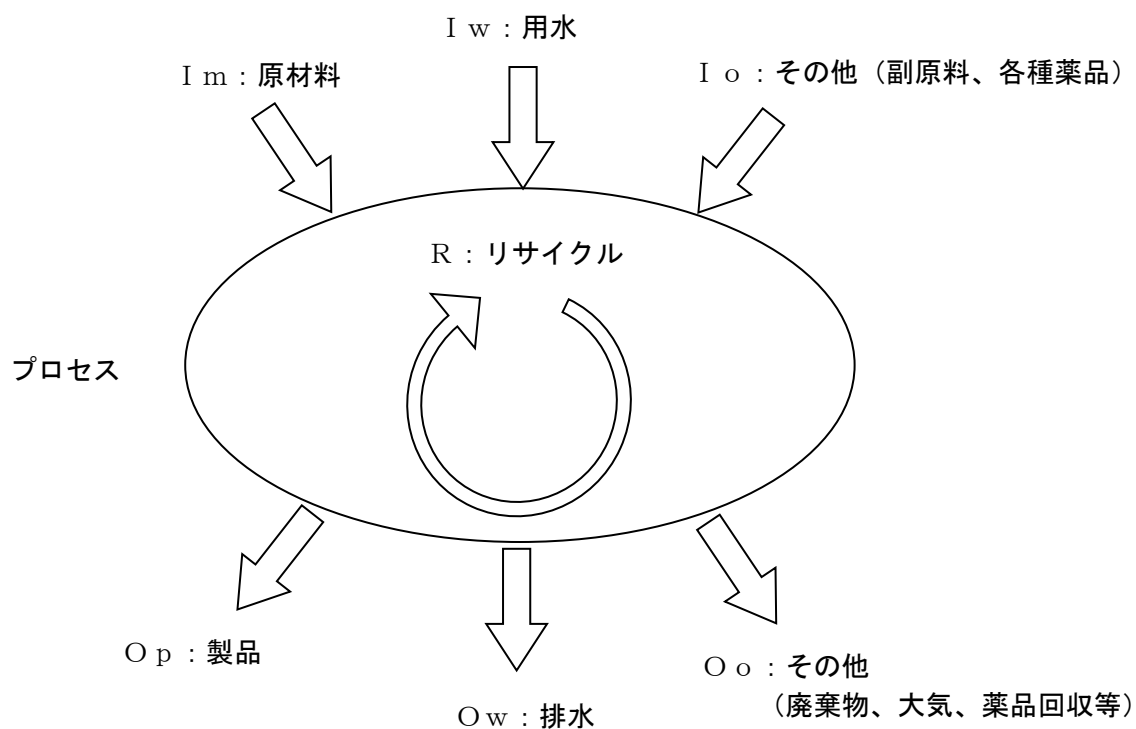 Ｉｗ：用水
Ｉｍ：原材料
Ｉｏ：その他（副原料、各種薬品）
Ｒ：リサイクル
プロセス
Ｏｐ：製品
Ｏｗ：排水
Ｏｏ：その他
（廃棄物、大気、薬品回収等）